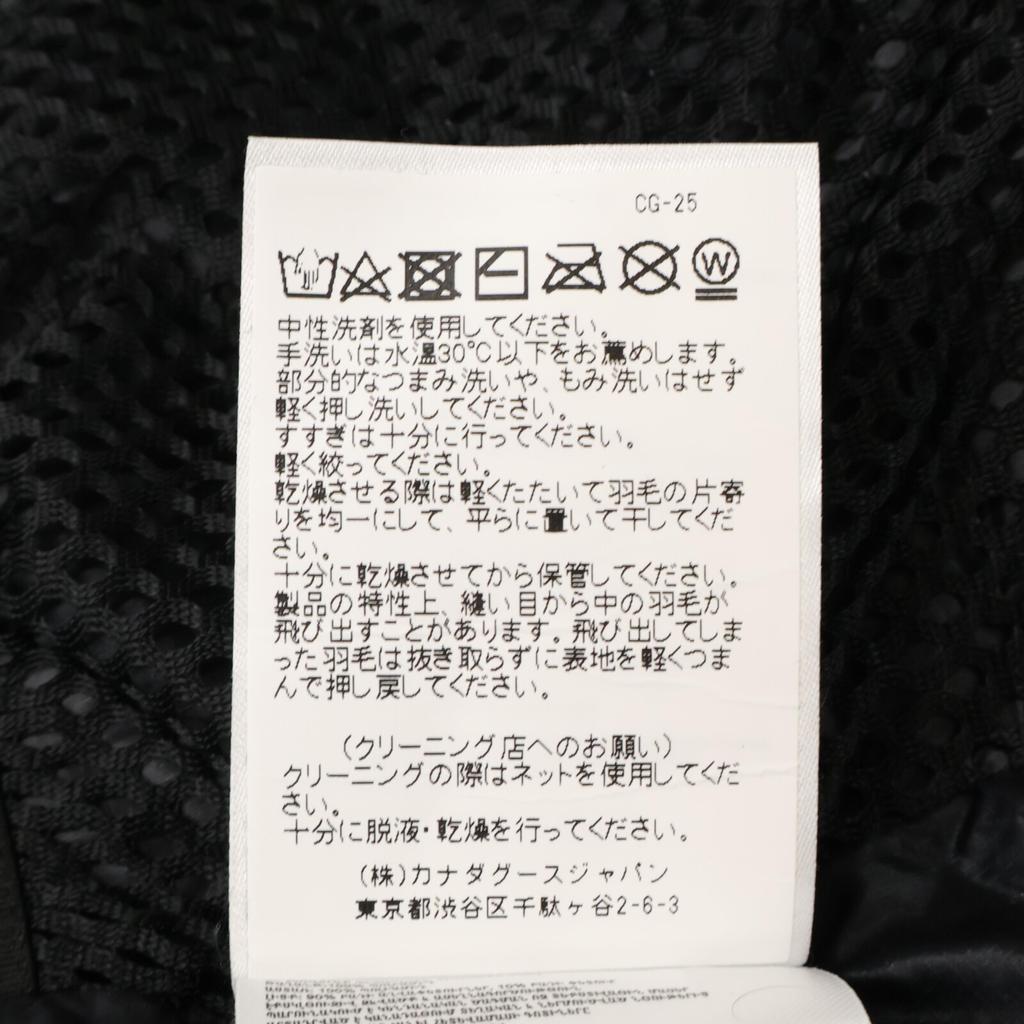 CG-25
W
中性洗剤を使用してください。
手洗いは水温30℃以下をお薦めします。
部分的なつまみ洗いや、もみ洗いはせず
軽く押し洗いしてください。
すすぎは十分に行ってください。
軽く絞ってください。
乾燥させる際は軽くたたいて羽毛の片寄
りを均一にして、平らに置いて干してくだ
さい。
十分に乾燥させてから保管してください。
製品の特性上、縫い目から中の羽毛が
飛び出すことがあります。飛び出してしま
った羽毛は抜き取らずに表地を軽くつま
んで押し戻してください。
(クリーニング店へのお願い)
クリーニングの際はネットを使用してくだ
さい。
十分に脱液・乾燥を行ってください。
(株)カナダグースジャパン
東京都渋谷区千駄ヶ谷2-6-3